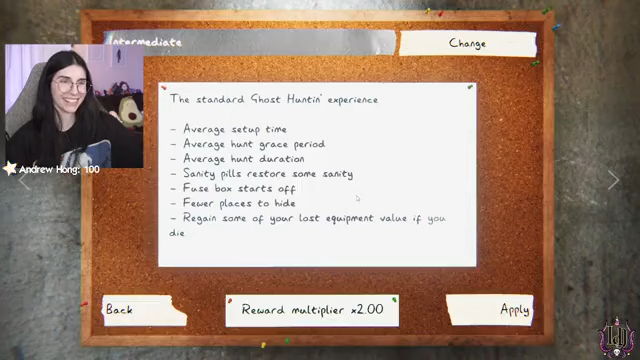 Intermediate
Change
The standard Ghost Huntin' experience
- Average setup time
- Average hunt grace period
- Average hunt duration
- Sanity pills restore some sanity
- Fuse box starts off
- Fewer places to hide
- Regain some of your lost equipment value if you
die
Andrew Hong: 100
Back
Reward multiplier x2.00
Apply